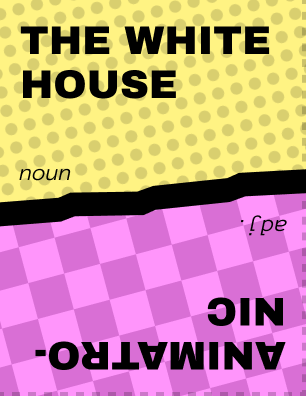 THE WHITE
HOUSE
noun
ANIMATRO-
NIC
adj.